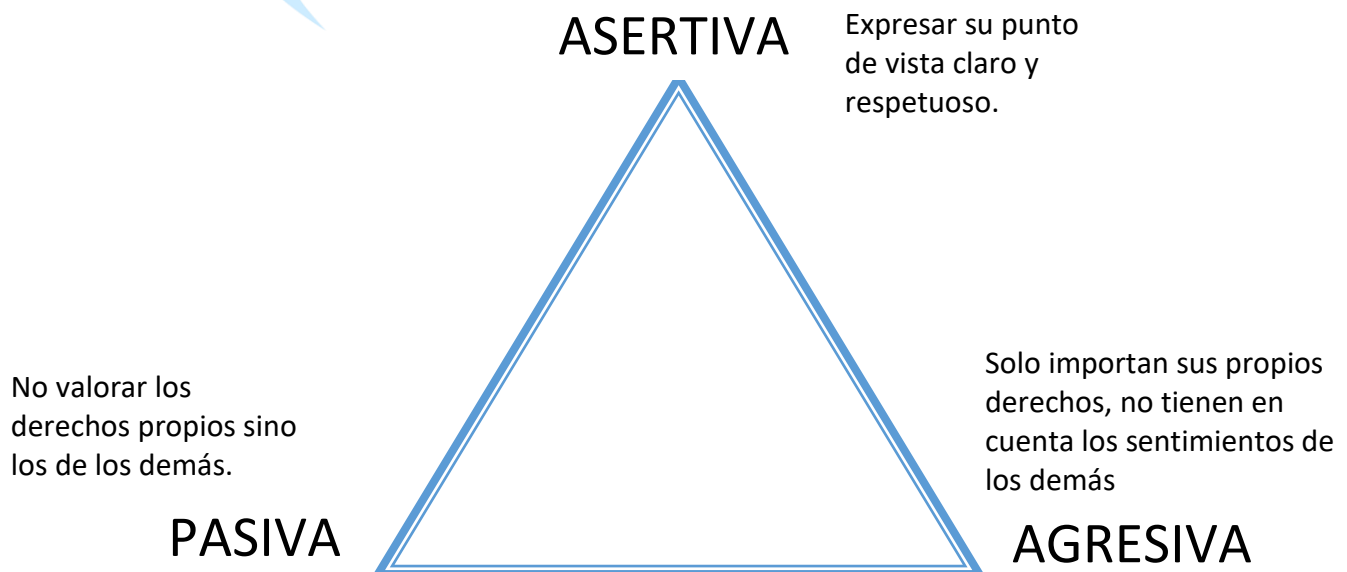 ASERTIVA
Expresar su punto
de vista claro y
respetuoso.
No valorar los
derechos propios sino
los de los demás.
PASIVA
Solo importan sus propios
derechos, no tienen en
cuenta los sentimientos de
los demás
AGRESIVA